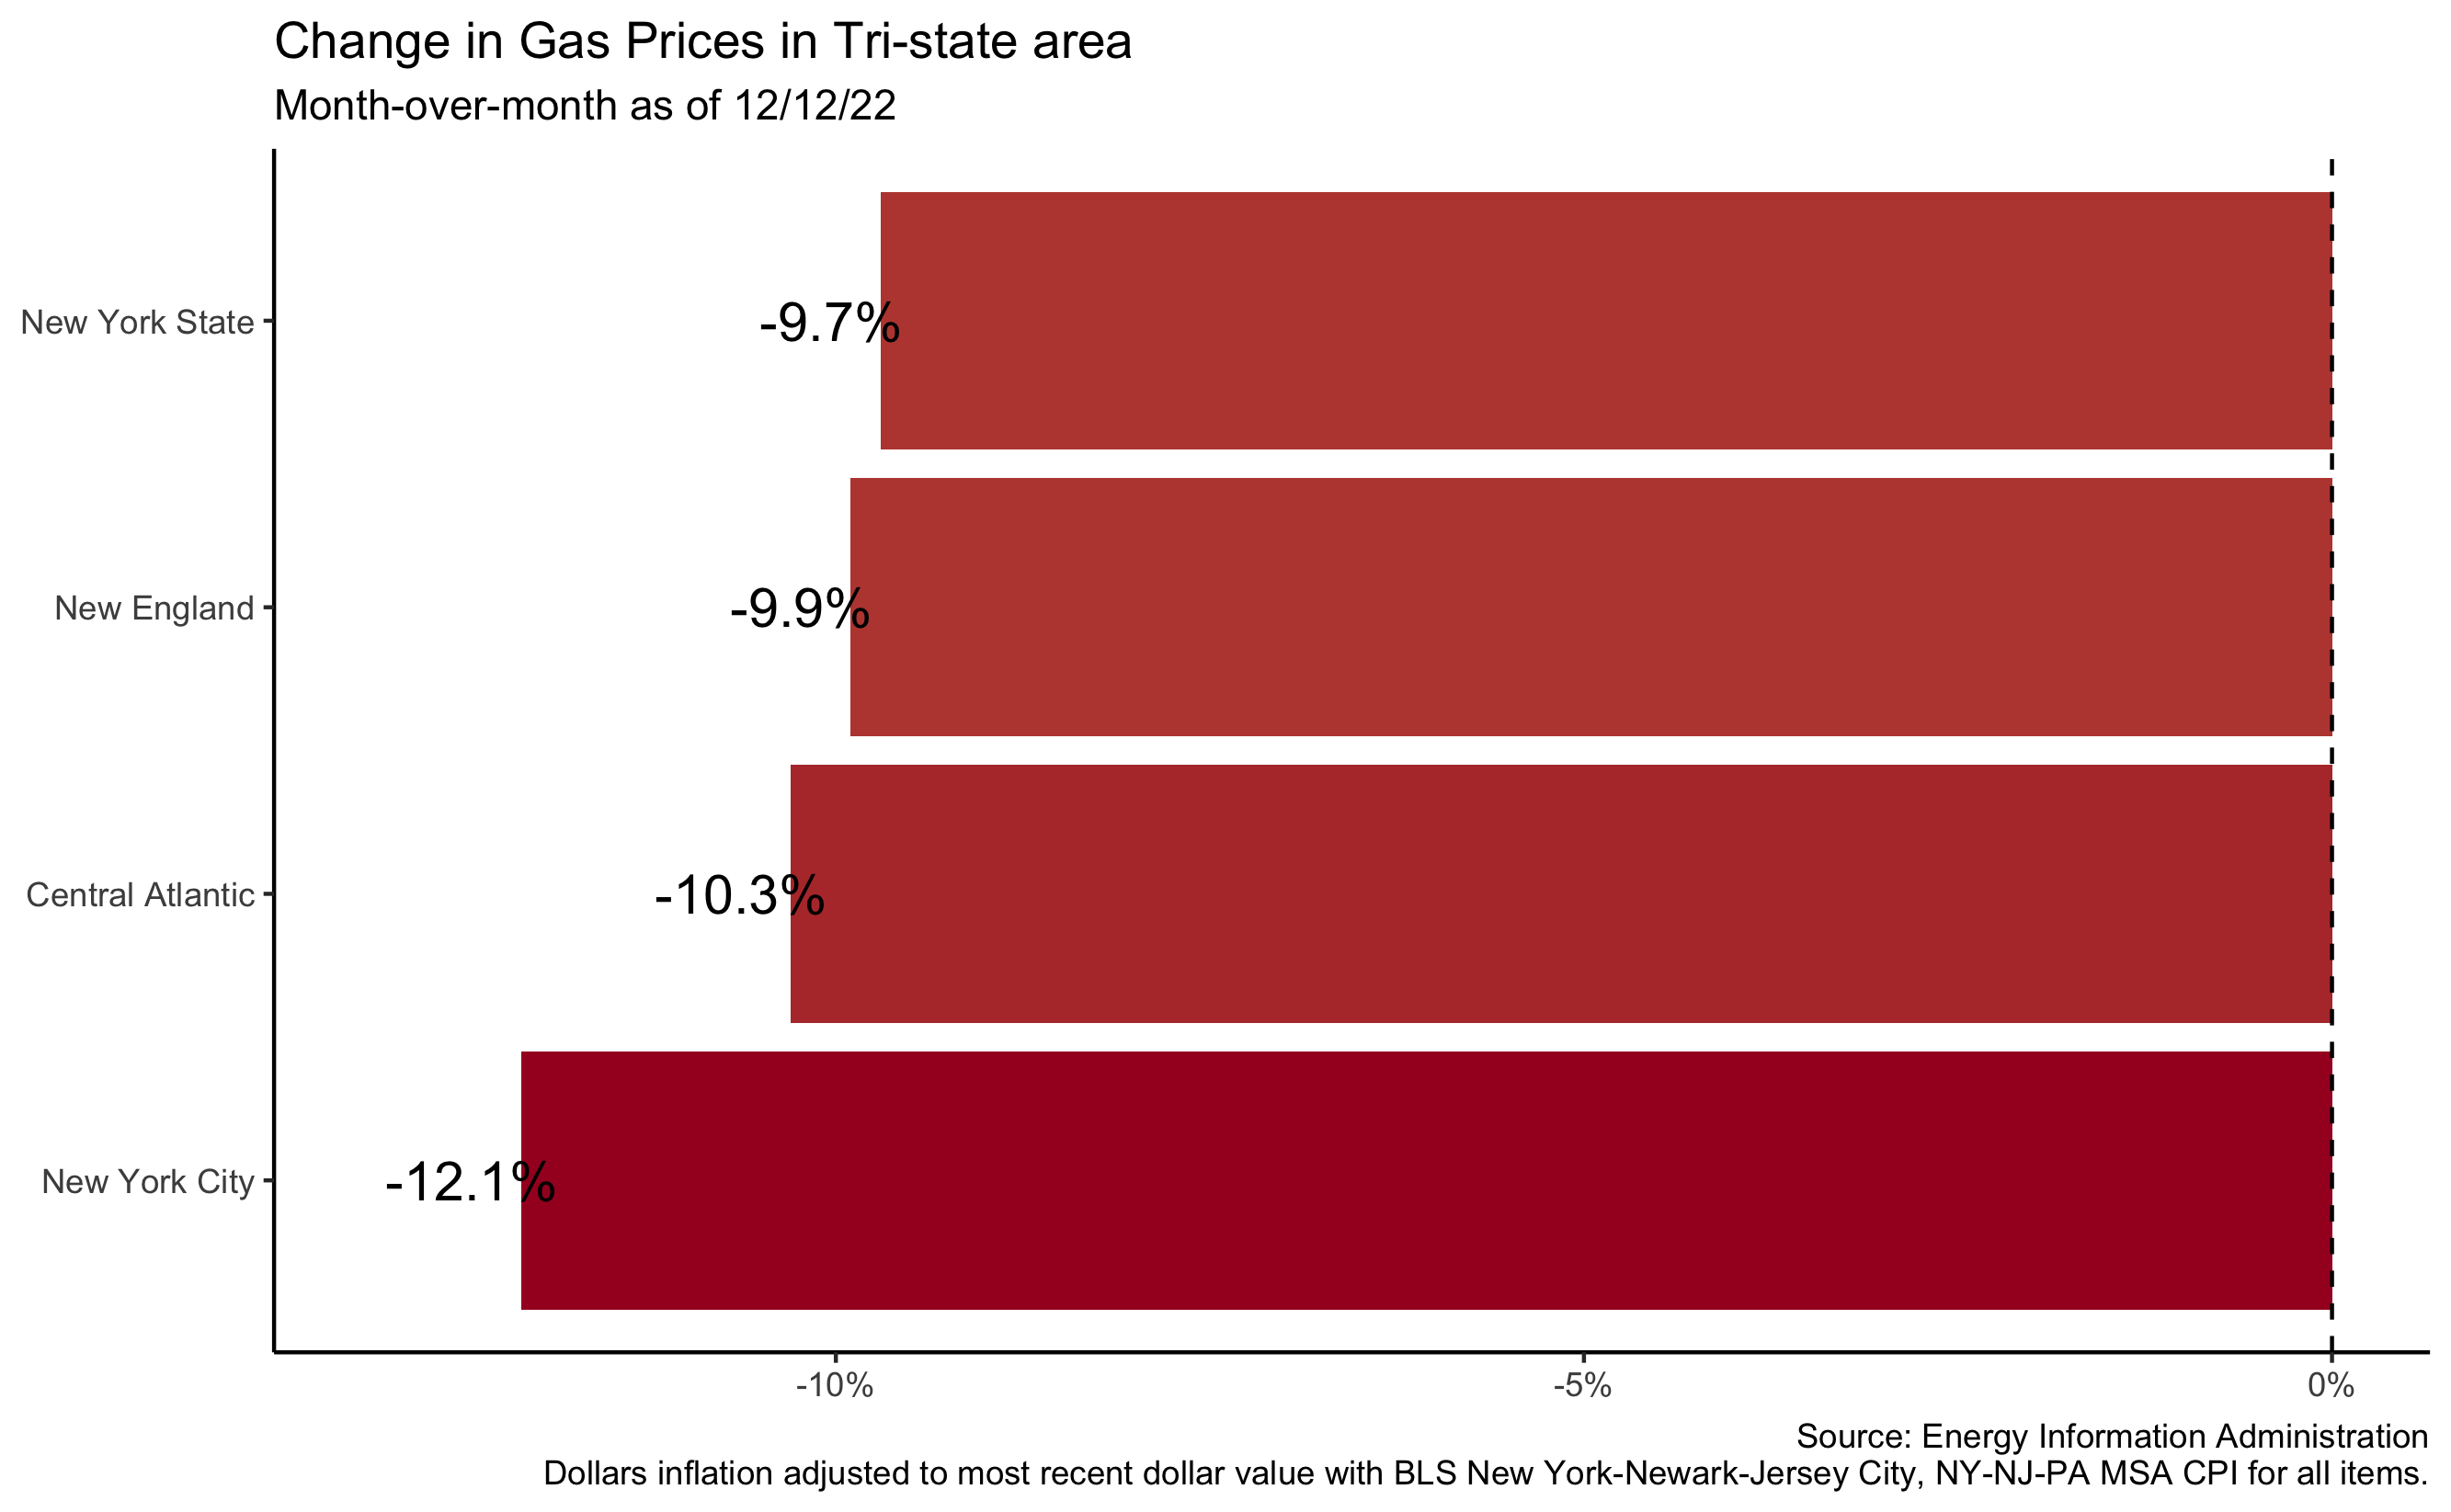 Change in Gas Prices in Tri-state area
Month-over-month as of 12/12/22
New York State
-9.7%
New England
-9.9%
Central Atlantic
-10.3%
New York City
-12.1%
-10%
-5%
0%
Source: Energy Information Administration
Dollars inflation adjusted to most recent dollar value with BLS New York-Newark-Jersey City, NY-NJ-PA MSA CPI for all items.